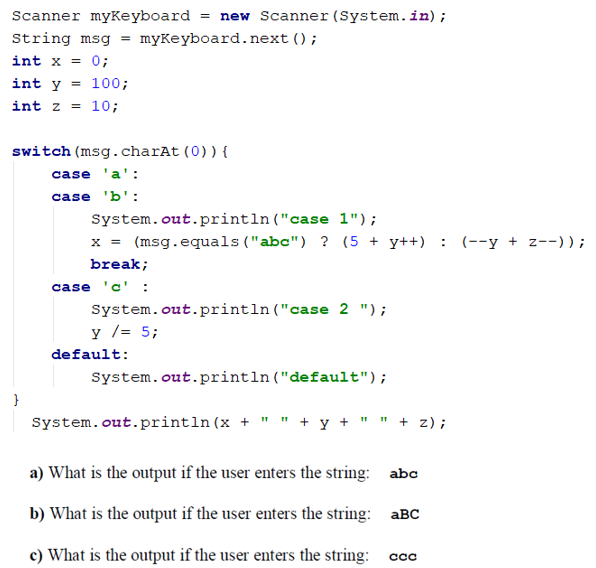 Scanner myKeyboard = new Scanner(System.in);
String msg = myKeyboard.next();
int x = 0;
int y = 100;
int z = 10;
switch(msg.charAt(0)){
    case 'a':
    case 'b':
        System.out.println("case 1");
        x = (msg.equals("abc") ? (5 + y++) : (--y + z--));
        break;
    case 'c' :
        System.out.println("case 2 ");
        y /= 5;
    default:
        System.out.println("default");
}
  System.out.println(x + " " + y + " " + z);
a) What is the output if the user enters the string: abc
b) What is the output if the user enters the string: aBC
c) What is the output if the user enters the string: ccc